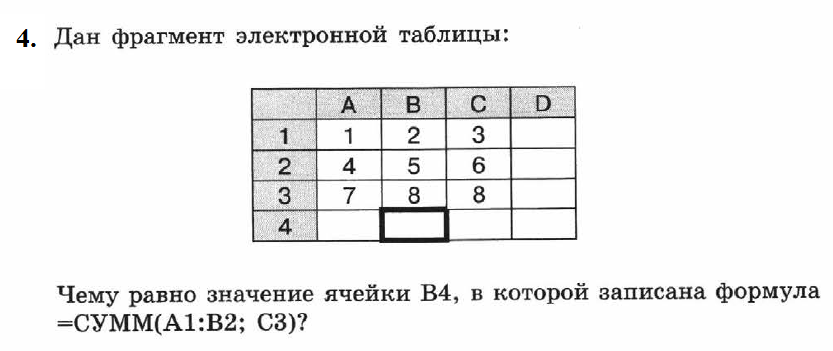 4. Дан фрагмент электронной таблицы:
A B C D
1 1 2 3
2 4 5 6
3 7 8 8
4
Чему равно значение ячейки B4, в которой записана формула
=СУММ(A1:B2; C3)?